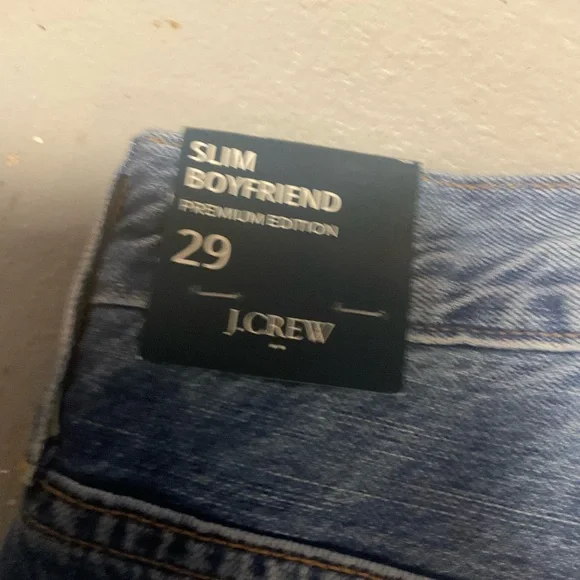 SLIM
BOYFRIEND
PREMIUM EDITION
29
J.CREW